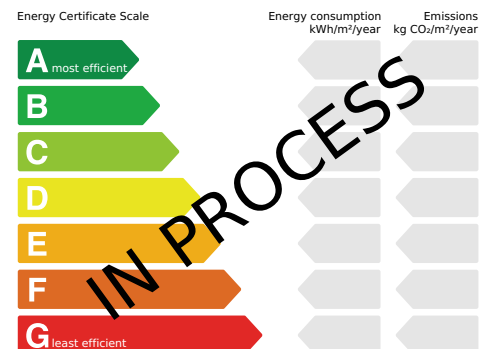 Energy Certificate Scale
Energy consumption
kWh/m²/year
Emissions
kg CO₂/m²/year
A most efficient
B
C
D
E
F
G least efficient
IN PROCESS